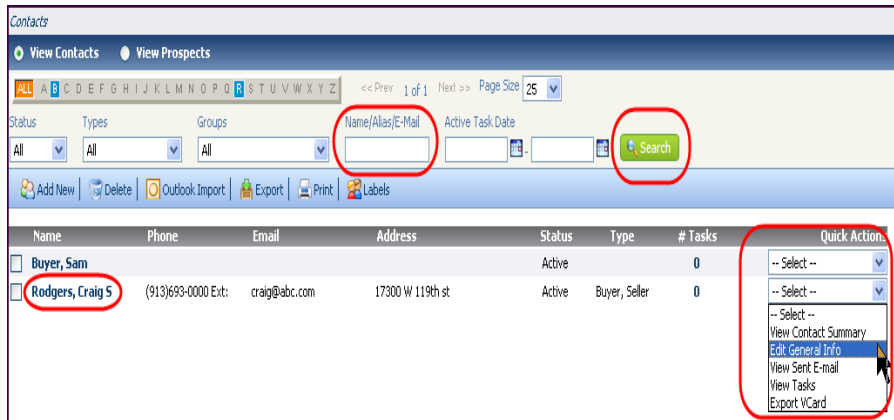 Contacts
View Contacts View Prospects
ALL A B C D E F G H I J K L M N O P Q R S T U V W X Y Z << Prev 1 of 1 Next >> Page Size 25
Status Types Groups Name/Alias/E-Mail Active Task Date
All All All - Search
Add New Delete Outlook Import Export Print Labels
Name Phone Email Address Status Type # Tasks Quick Actions
Buyer, Sam Active 0 -- Select --
Rodgers, Craig S (913)693-0000 Ext: craig@abc.com 17300 W 119th st Active Buyer, Seller 0 -- Select --
-- Select --
View Contact Summary
Edit General Info
View Sent E-mail
View Tasks
Export VCard